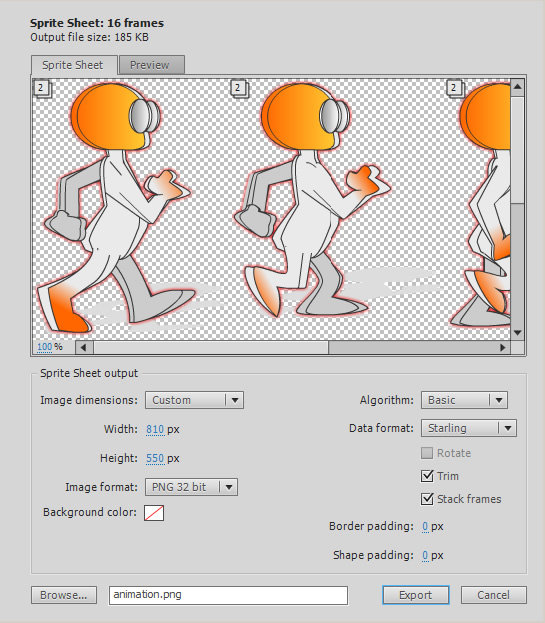 Sprite Sheet: 16 frames
Output file size: 185 KB
Sprite Sheet Preview
2 2 2
100 %
Sprite Sheet output
Image dimensions: Custom Algorithm: Basic
Width: 810 px Data format: Starling
Height: 550 px Rotate
Image format: PNG 32 bit Trim
Background color: Stack frames
Border padding: 0 px
Shape padding: 0 px
Browse... animation.png Export Cancel